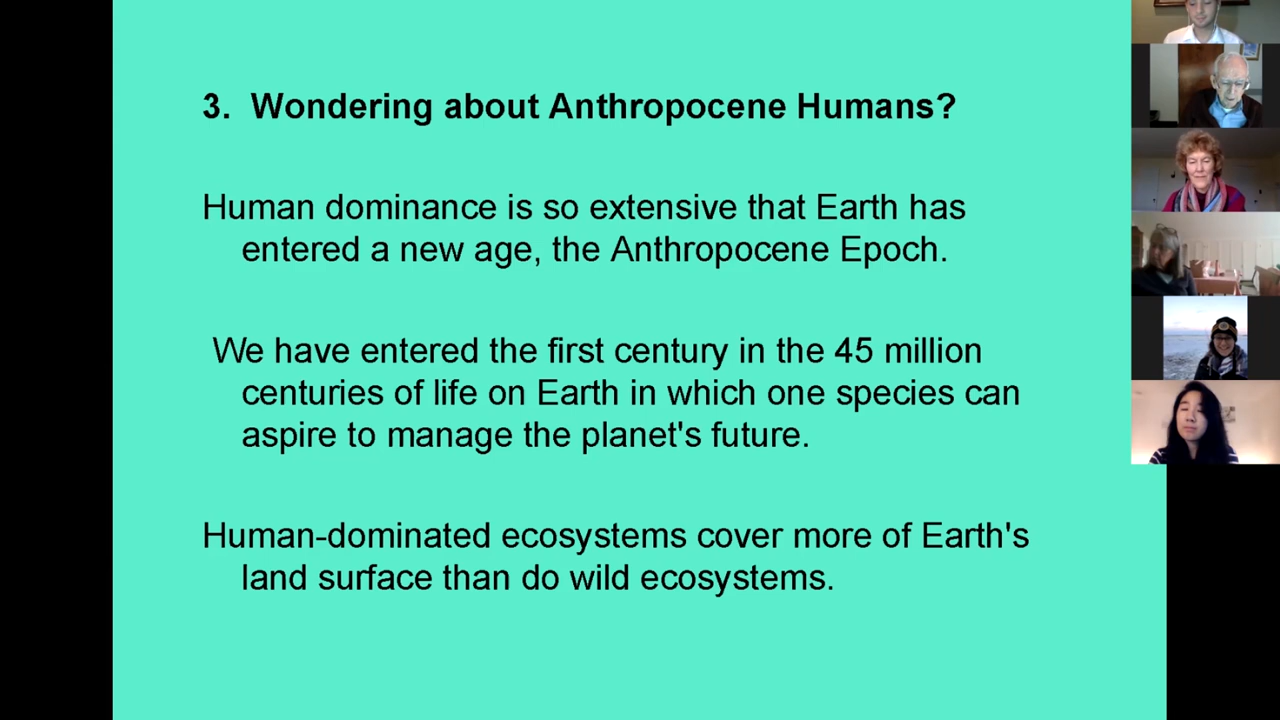 3. Wondering about Anthropocene Humans?
Human dominance is so extensive that Earth has
entered a new age, the Anthropocene Epoch.
We have entered the first century in the 45 million
centuries of life on Earth in which one species can
aspire to manage the planet's future.
Human-dominated ecosystems cover more of Earth's
land surface than do wild ecosystems.